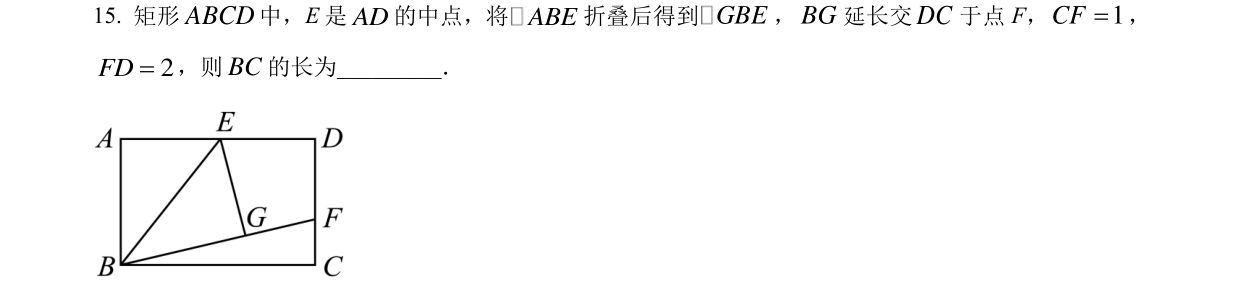 15. 矩形 ABCD 中，E 是 AD 的中点，将□ABE 折叠后得到□GBE，BG 延长交 DC 于点 F，CF =1，
FD = 2，则 BC 的长为________.
E
A
D
G
F
B
C